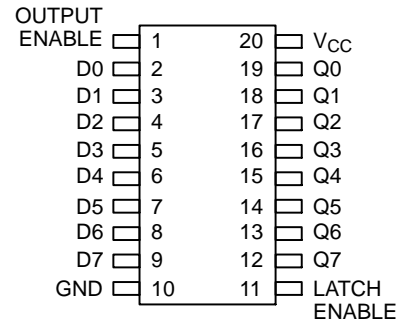 OUTPUT
ENABLE 1 20 VCC
D0 2 19 Q0
D1 3 18 Q1
D2 4 17 Q2
D3 5 16 Q3
D4 6 15 Q4
D5 7 14 Q5
D6 8 13 Q6
D7 9 12 Q7
GND 10 11 LATCH
ENABLE